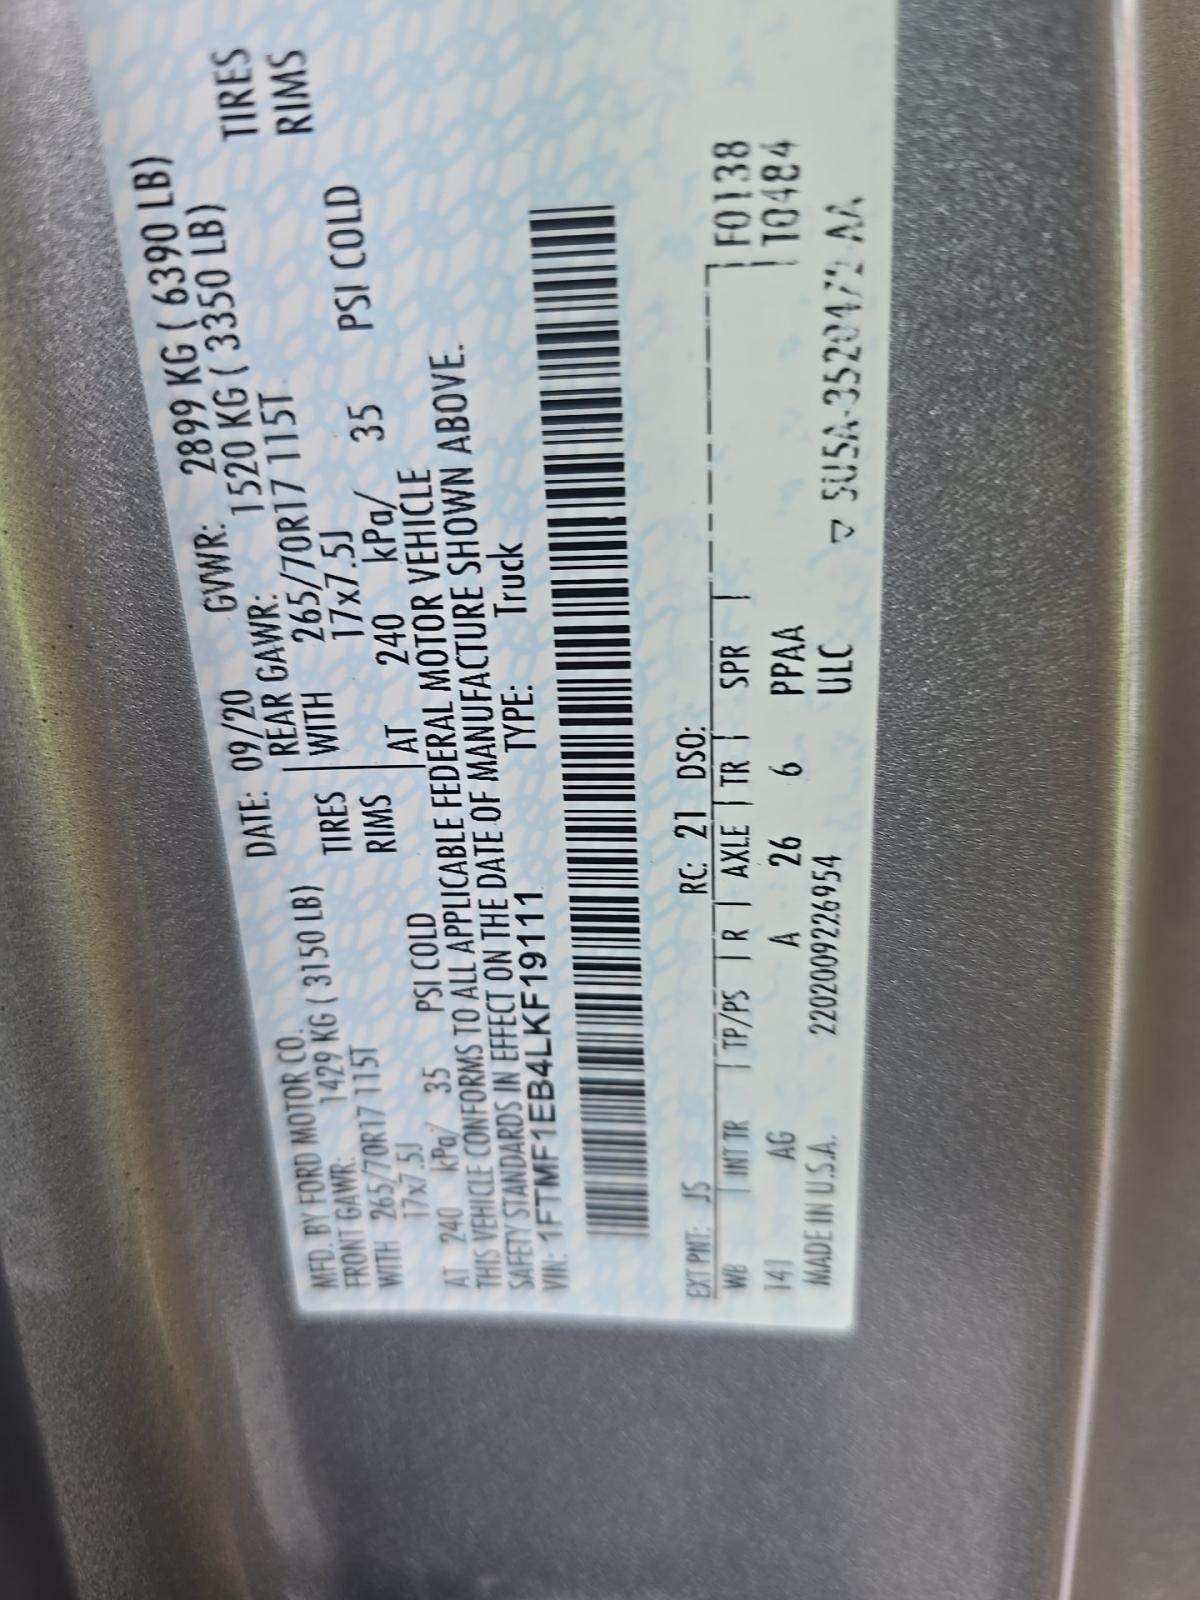 MFD. BY FORD MOTOR CO. DATE: 09/20 GVWR: 2899 KG ( 6390 LB)
FRONT GAWR: 1429 KG ( 3150 LB) REAR GAWR: 1520 KG ( 3350 LB)
WITH 265/70R17 115T TIRES WITH 265/70R17 115T TIRES
17x7.5J RIMS 17x7.5J RIMS
AT 240 kPa/ 35 PSI COLD AT 240 kPa/ 35 PSI COLD
THIS VEHICLE CONFORMS TO ALL APPLICABLE FEDERAL MOTOR VEHICLE
SAFETY STANDARDS IN EFFECT ON THE DATE OF MANUFACTURE SHOWN ABOVE.
VIN: 1FTMF1EB4LKF19111 TYPE: Truck
EXT PNT: JS RC: 21 DSO:
WB | INT TR | TP/PS | R | AXLE | TR | SPR | F0138
141 AG A 26 6 PPAA T0484
MADE IN U.S.A. 2202009226954 ULC ▽ 5U5A-3520472-AA